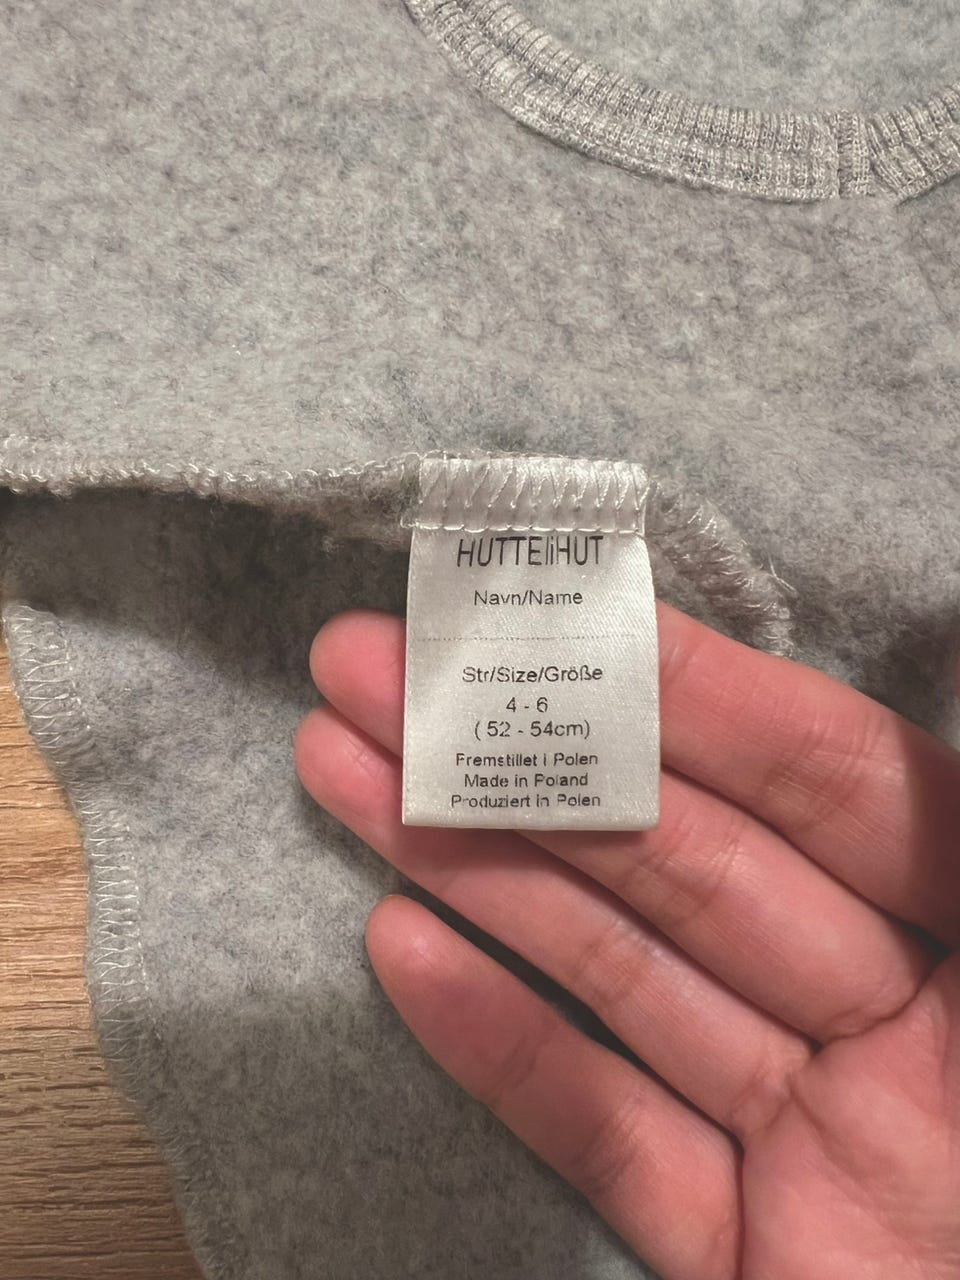 HUTTEliHUT
Navn/Name
Str/Size/Größe
4 - 6
( 52 - 54cm)
Fremstillet i Polen
Made in Poland
Produziert in Polen